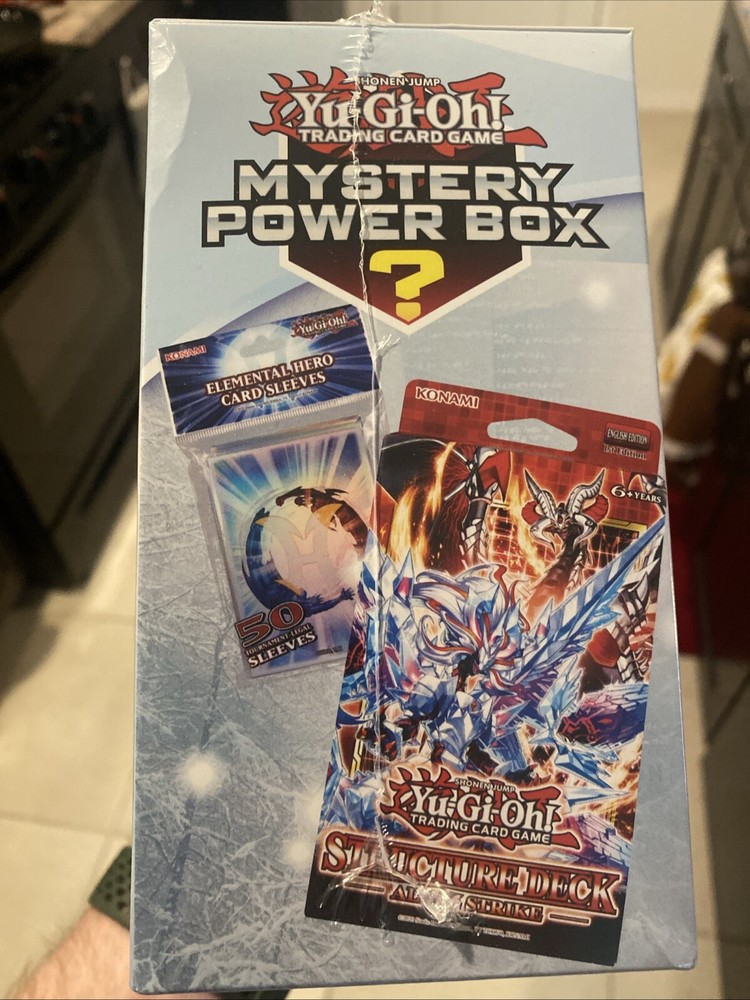 SHONEN JUMP
Yu-Gi-Oh!
TRADING CARD GAME
MYSTERY
POWER BOX
?
KONAMI
Yu-Gi-Oh!
ELEMENTAL HERO
CARD SLEEVES
50
TOURNAMENT LEGAL
SLEEVES
KONAMI
ENGLISH EDITION
1st Edition
6+ YEARS
SHONEN JUMP
Yu-Gi-Oh!
TRADING CARD GAME
STRUCTURE DECK
STRIKE
KONAMI